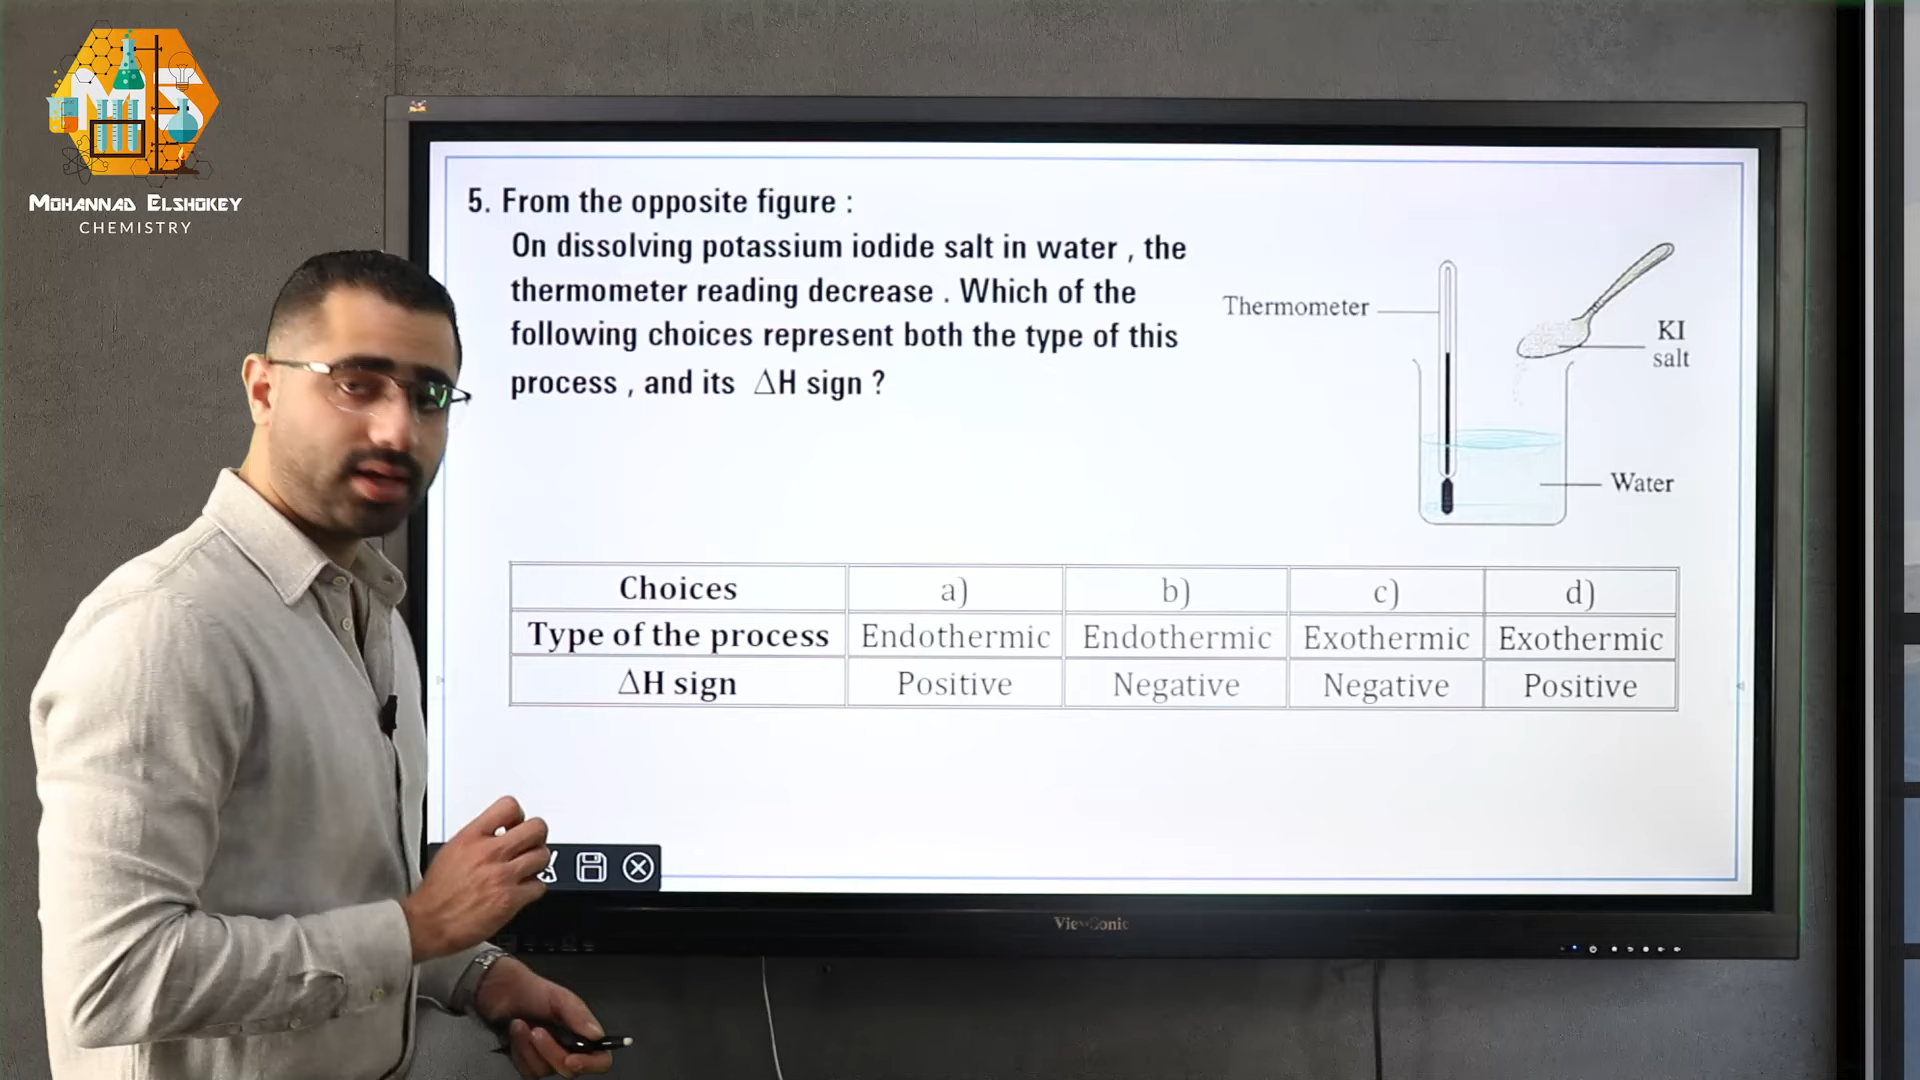 MS
MOHANNAD ELSHOKEY
CHEMISTRY
5. From the opposite figure :
On dissolving potassium iodide salt in water , the
thermometer reading decrease . Which of the
following choices represent both the type of this
process , and its ΔH sign ?
Thermometer
KI
salt
Water
Choices a) b) c) d)
Type of the process Endothermic Endothermic Exothermic Exothermic
ΔH sign Positive Negative Negative Positive
ViewSonic